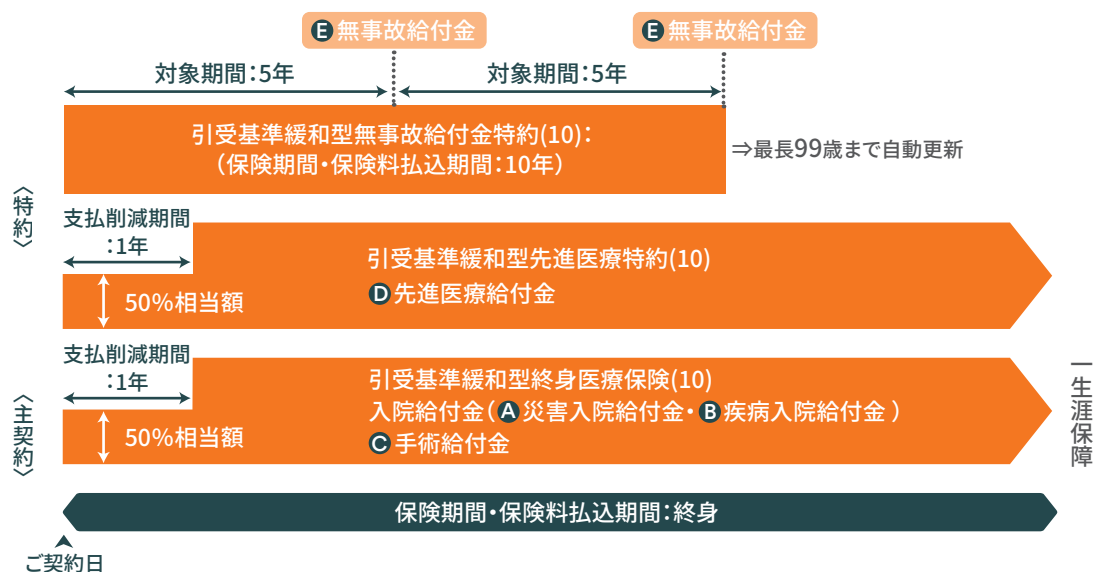 E 無事故給付金
E 無事故給付金
対象期間：5年
対象期間：5年
引受基準緩和型無事故給付金特約(10)：
（保険期間・保険料払込期間：10年）
⇒最長99歳まで自動更新
〈特約〉
支払削減期間
：1年
50％相当額
引受基準緩和型先進医療特約(10)
D 先進医療給付金
〈主契約〉
支払削減期間
：1年
50％相当額
引受基準緩和型終身医療保険(10)
入院給付金（A 災害入院給付金・B 疾病入院給付金）
C 手術給付金
一生涯保障
保険期間・保険料払込期間：終身
ご契約日